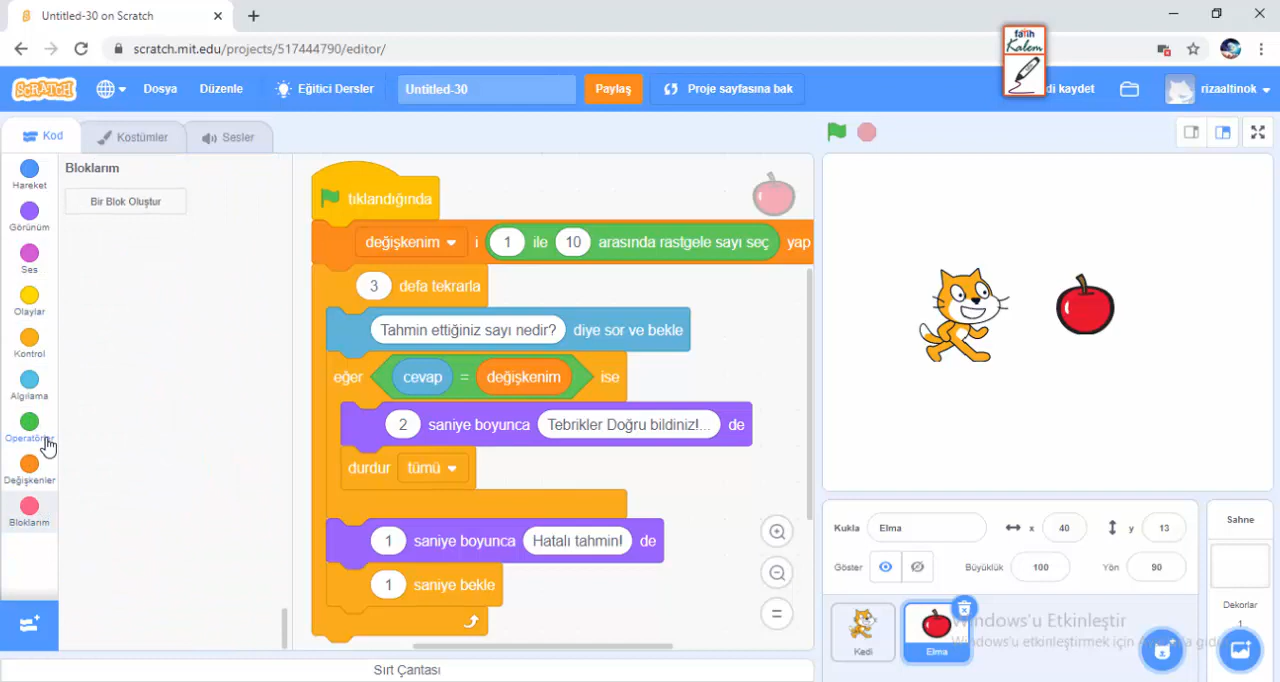 Untitled-30 on Scratch
scratch.mit.edu/projects/517444790/editor/
fatih
Kalem
SCRATCH
Dosya
Düzenle
Eğitici Dersler
Untitled-30
Paylaş
Proje sayfasına bak
di kaydet
rizaaltinok
Kod
Kostümler
Sesler
Hareket
Görünüm
Ses
Olaylar
Kontrol
Algılama
Operatörler
Değişkenler
Bloklarım
Bloklarım
Bir Blok Oluştur
tıklandığında
değişkenim i 1 ile 10 arasında rastgele sayı seç yap
3 defa tekrarla
Tahmin ettiğiniz sayı nedir? diye sor ve bekle
eğer cevap = değişkenim ise
2 saniye boyunca Tebrikler Doğru bildiniz!... de
durdur tümü
1 saniye boyunca Hatalı tahmin! de
1 saniye bekle
Sırt Çantası
Kukla Elma x 40 y 13
Göster Büyüklük 100 Yön 90
Kedi
Elma
Sahne
Dekorlar
1
Windows'u Etkinleştir
Windows'u etkinleştirmek için